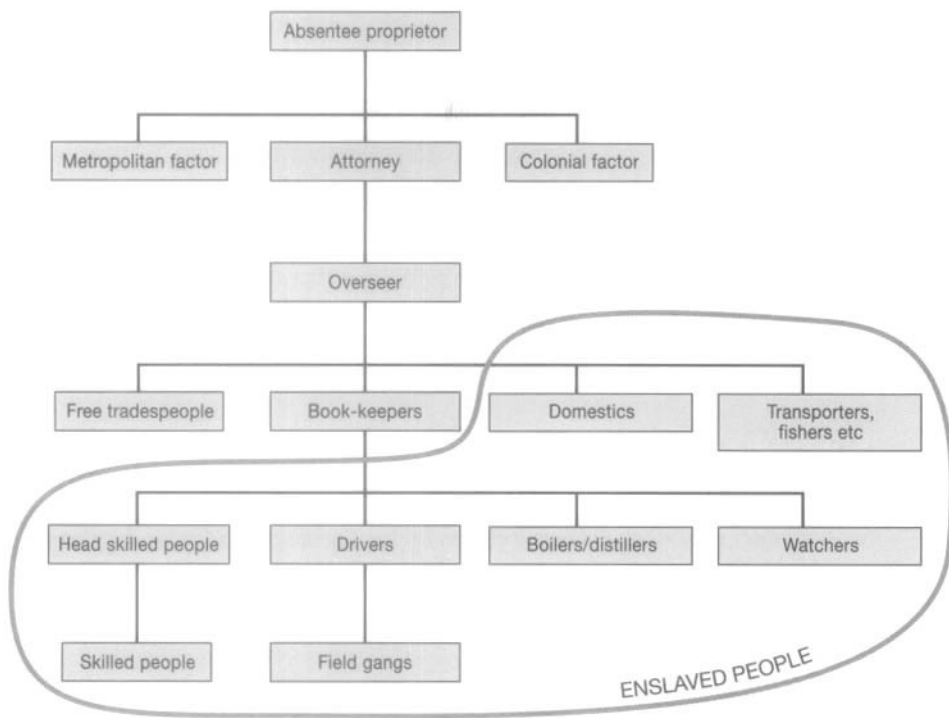 Absentee proprietor
Metropolitan factor
Attorney
Colonial factor
Overseer
Free tradespeople
Book-keepers
Domestics
Transporters,
fishers etc
Head skilled people
Drivers
Boilers/distillers
Watchers
Skilled people
Field gangs
ENSLAVED PEOPLE